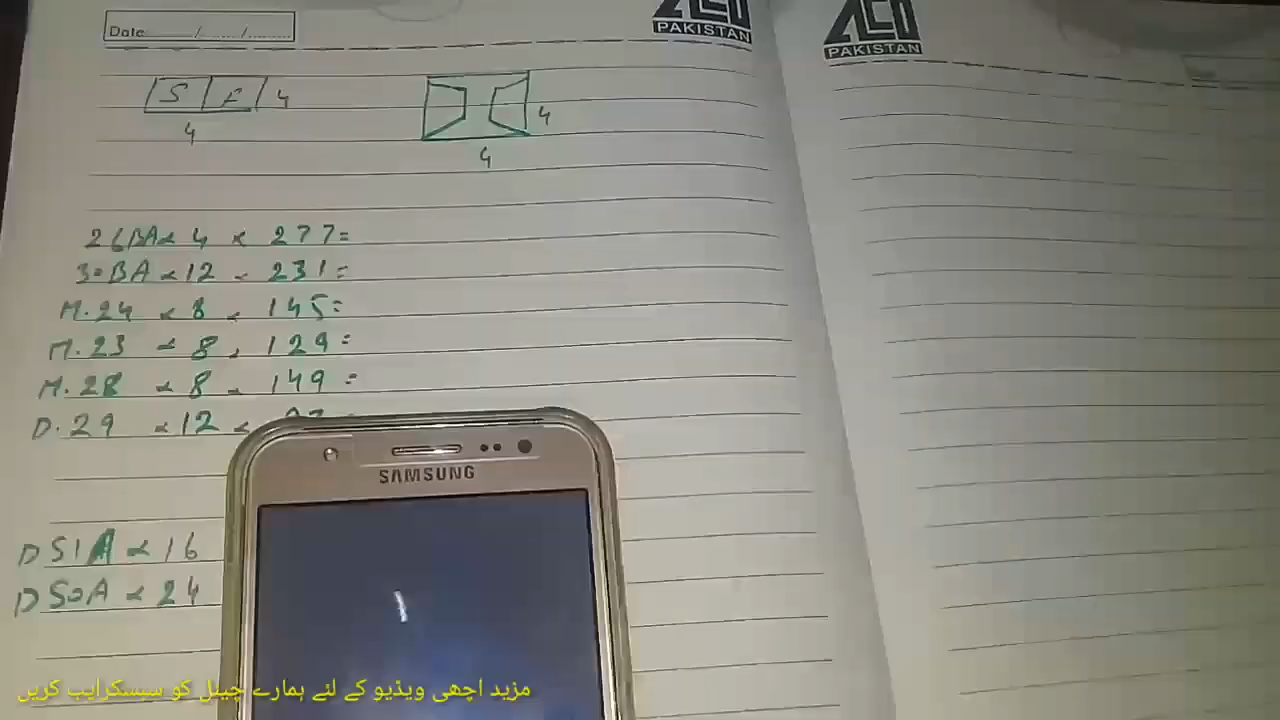 Date....../....../......
PAKISTAN
PAKISTAN
S F 4
4
4
4
26BA × 4 × 277=
30BA × 12 × 231=
M.24 × 8 × 145=
M.23 × 8 × 129=
M.28 × 8 × 149=
D.29 × 12 ×
DS1A × 16
DS0A × 24
SAMSUNG
مزید اچھی ویڈیو کے لئے ہمارے چینل کو سبسکرایب کریں